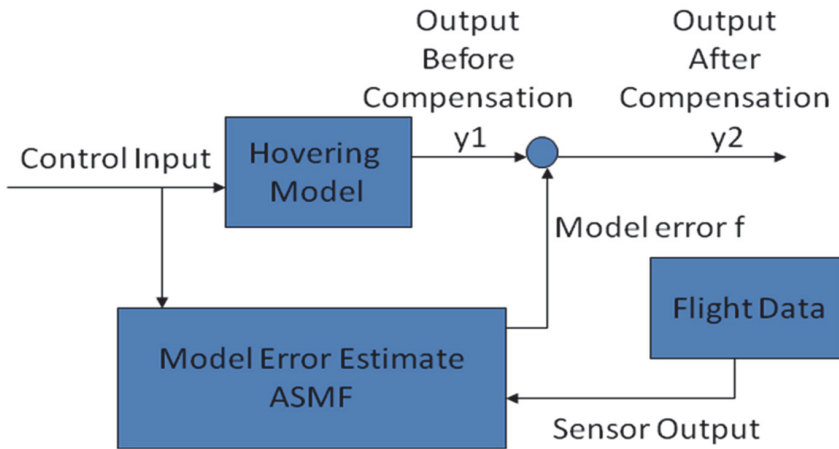 Output
Before
Compensation
y1
Output
After
Compensation
y2
Control Input
Hovering
Model
Model error f
Flight Data
Model Error Estimate
ASMF
Sensor Output